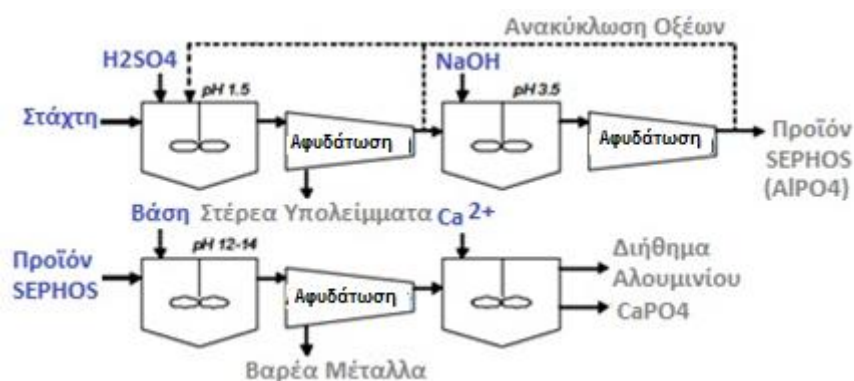 Ανακύκλωση Οξέων
H2SO4
NaOH
pH 1.5
pH 3.5
Στάχτη
Αφυδάτωση
Αφυδάτωση
Προϊόν
SEPHOS
(AlPO4)
Βάση
Στέρεα Υπολείμματα
Ca 2+
pH 12-14
Προϊόν
SEPHOS
Αφυδάτωση
Διήθημα
Αλουμινίου
CaPO4
Βαρέα Μέταλλα